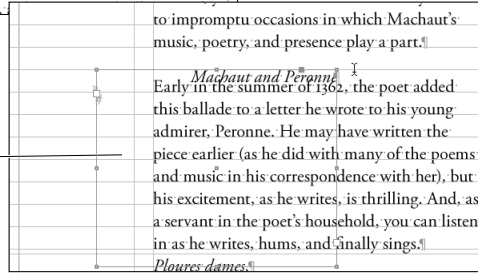 to impromptu occasions in which Machaut's
music, poetry, and presence play a part.¶
Machaut and Peronne
Early in the summer of 1362, the poet added
this ballade to a letter he wrote to his young
admirer, Peronne. He may have written the
piece earlier (as he did with many of the poems
and music in his correspondence with her), but
his excitement, as he writes, is thrilling. And, as
a servant in the poet's household, you can listen
in as he writes, hums, and finally sings.¶
Ploures dames,¶